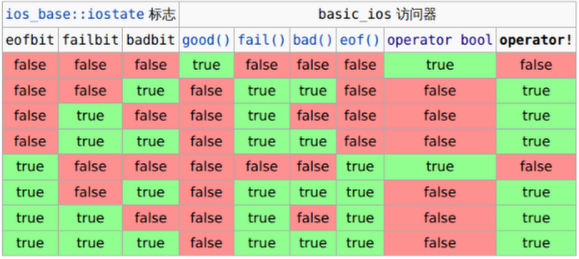 ios_base::iostate 标志 basic_ios 访问器
eofbit failbit badbit good() fail() bad() eof() operator bool operator!
false false false true false false false true false
false false true false true true false false true
false true false false true false false false true
false true true false true true false false true
true false false false false false true true false
true false true false true true true false true
true true false false true false true false true
true true true false true true true false true